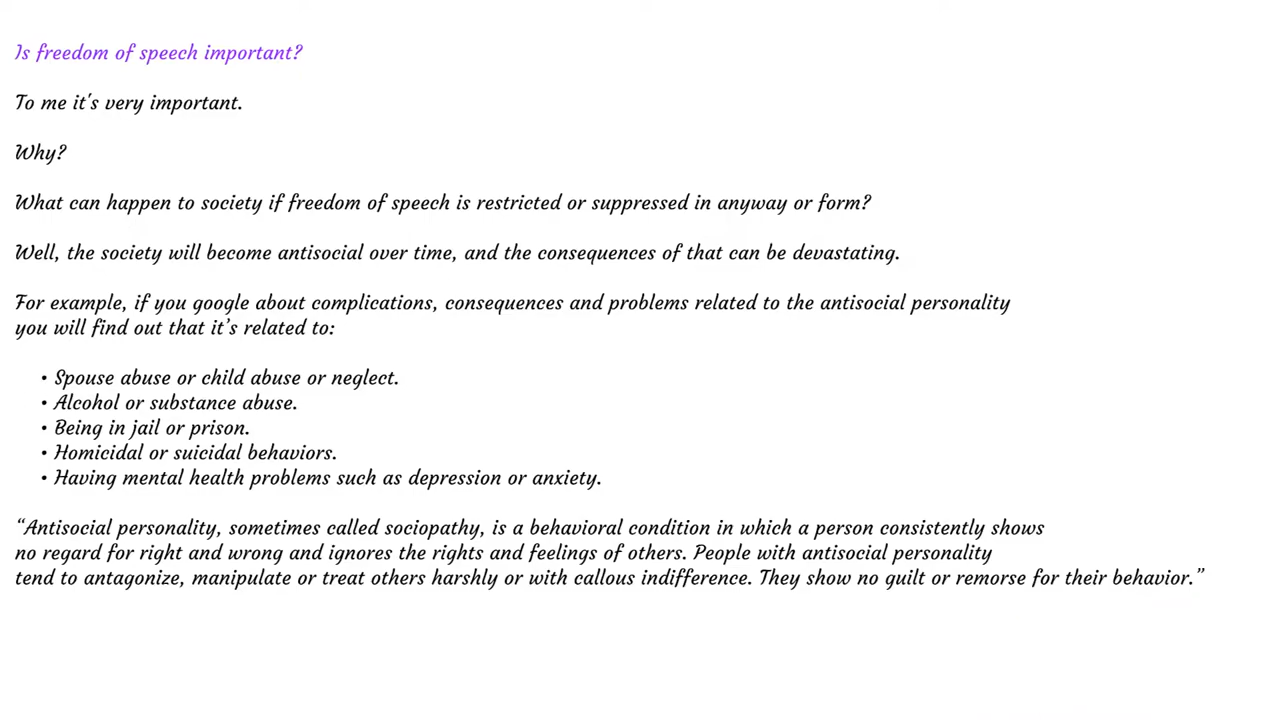 Is freedom of speech important?
To me it's very important.
Why?
What can happen to society if freedom of speech is restricted or suppressed in anyway or form?
Well, the society will become antisocial over time, and the consequences of that can be devastating.
For example, if you google about complications, consequences and problems related to the antisocial personality
you will find out that it’s related to:
• Spouse abuse or child abuse or neglect.
• Alcohol or substance abuse.
• Being in jail or prison.
• Homicidal or suicidal behaviors.
• Having mental health problems such as depression or anxiety.
“Antisocial personality, sometimes called sociopathy, is a behavioral condition in which a person consistently shows
no regard for right and wrong and ignores the rights and feelings of others. People with antisocial personality
tend to antagonize, manipulate or treat others harshly or with callous indifference. They show no guilt or remorse for their behavior.”